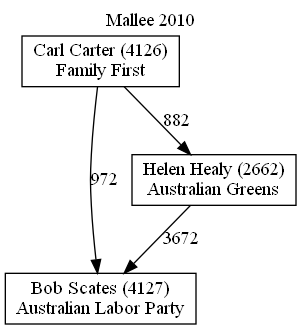 Mallee 2010
Carl Carter (4126)
Family First
882
972
Helen Healy (2662)
Australian Greens
3672
Bob Scates (4127)
Australian Labor Party